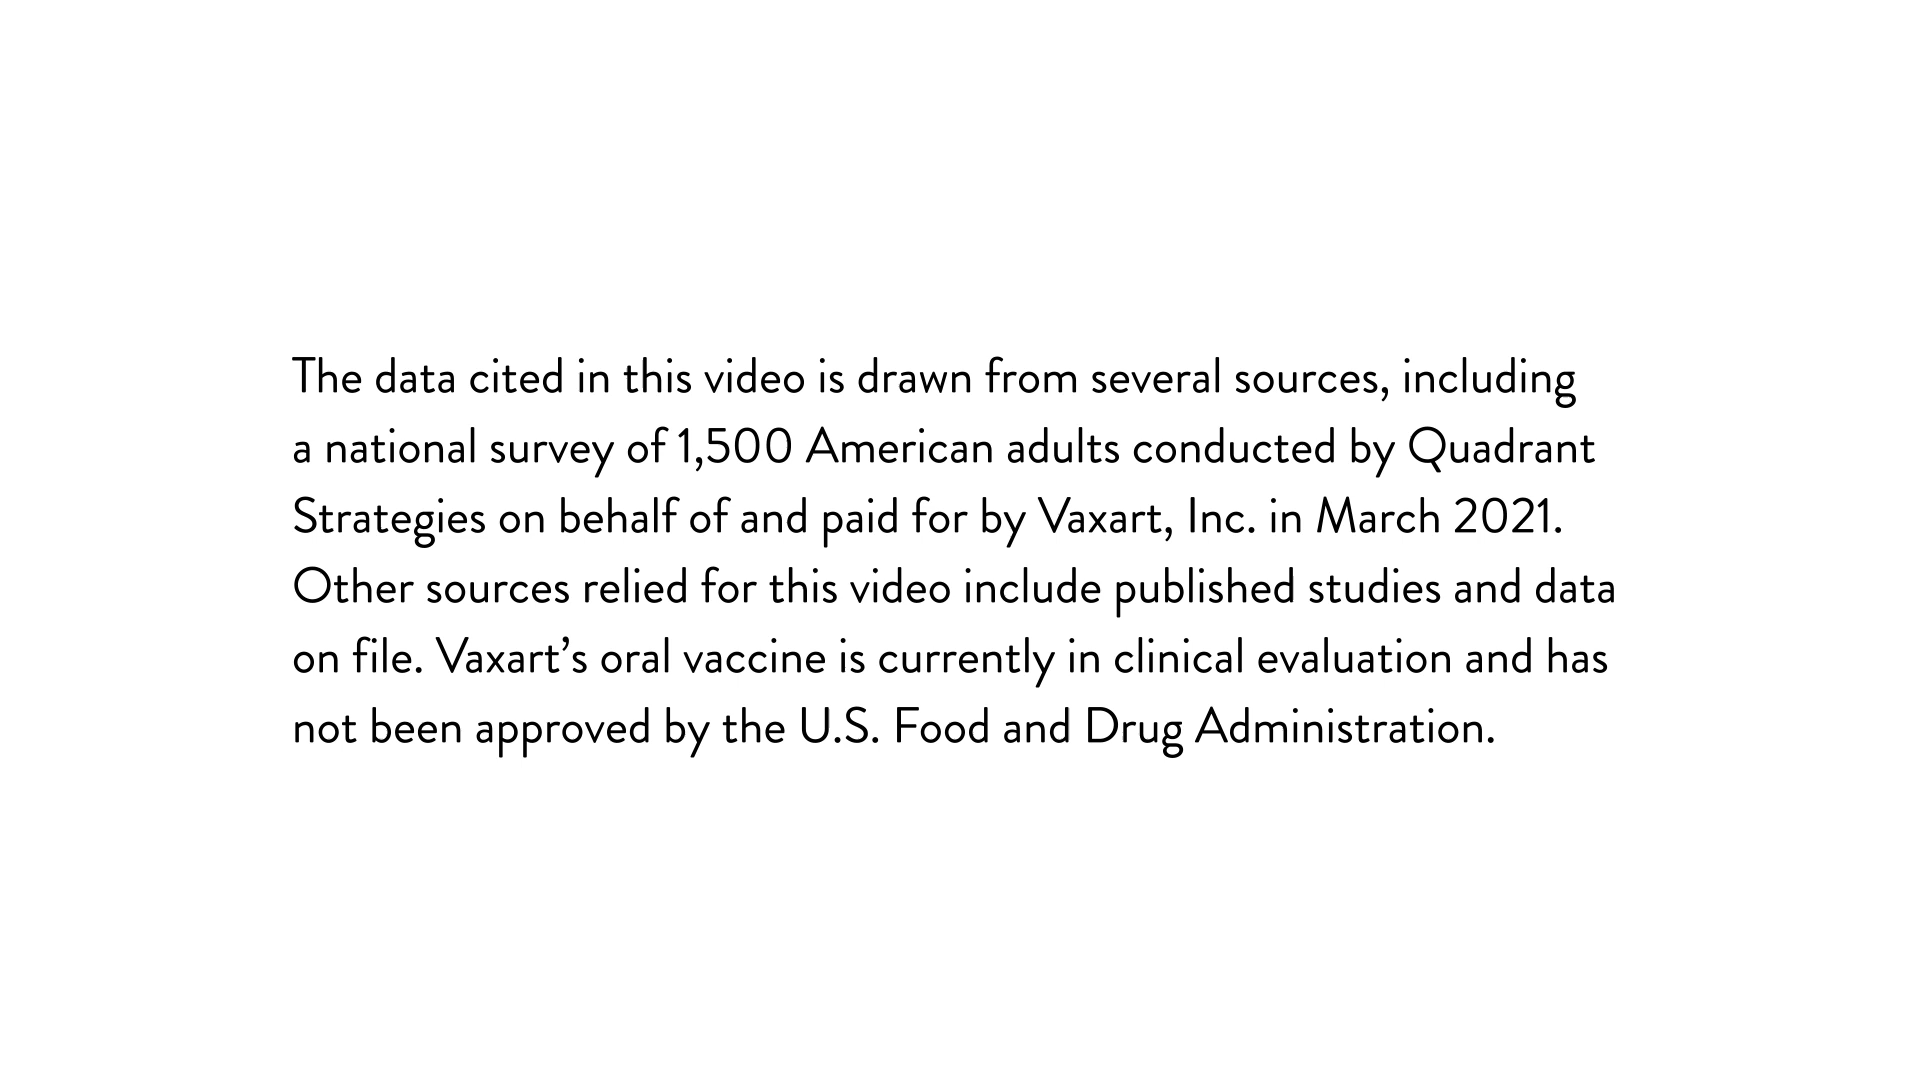 The data cited in this video is drawn from several sources, including
a national survey of 1,500 American adults conducted by Quadrant
Strategies on behalf of and paid for by Vaxart, Inc. in March 2021.
Other sources relied for this video include published studies and data
on file. Vaxart’s oral vaccine is currently in clinical evaluation and has
not been approved by the U.S. Food and Drug Administration.